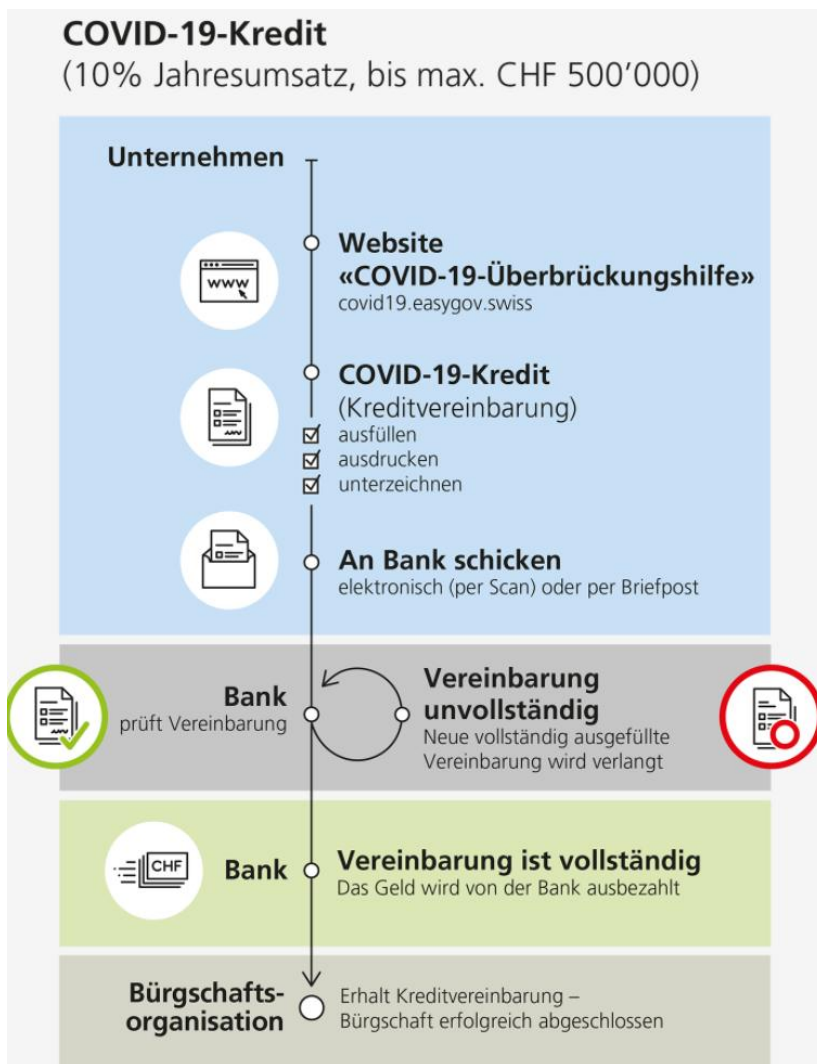 COVID-19-Kredit
(10% Jahresumsatz, bis max. CHF 500’000)
Unternehmen
www
Website
«COVID-19-Überbrückungshilfe»
covid19.easygov.swiss
COVID-19-Kredit
(Kreditvereinbarung)
ausfüllen
ausdrucken
unterzeichnen
An Bank schicken
elektronisch (per Scan) oder per Briefpost
Bank
prüft Vereinbarung
Vereinbarung
unvollständig
Neue vollständig ausgefüllte
Vereinbarung wird verlangt
CHF
Bank
Vereinbarung ist vollständig
Das Geld wird von der Bank ausbezahlt
Bürgschafts-
organisation
Erhalt Kreditvereinbarung –
Bürgschaft erfolgreich abgeschlossen